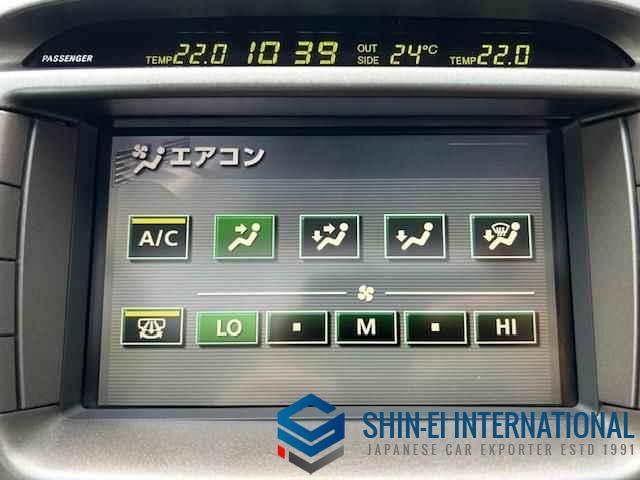 PASSENGER TEMP 22.0 10 39 OUT SIDE 24°C TEMP 22.0
エアコン
A/C
LO M HI
SHIN-EI INTERNATIONAL
JAPANESE CAR EXPORTER ESTD 1991